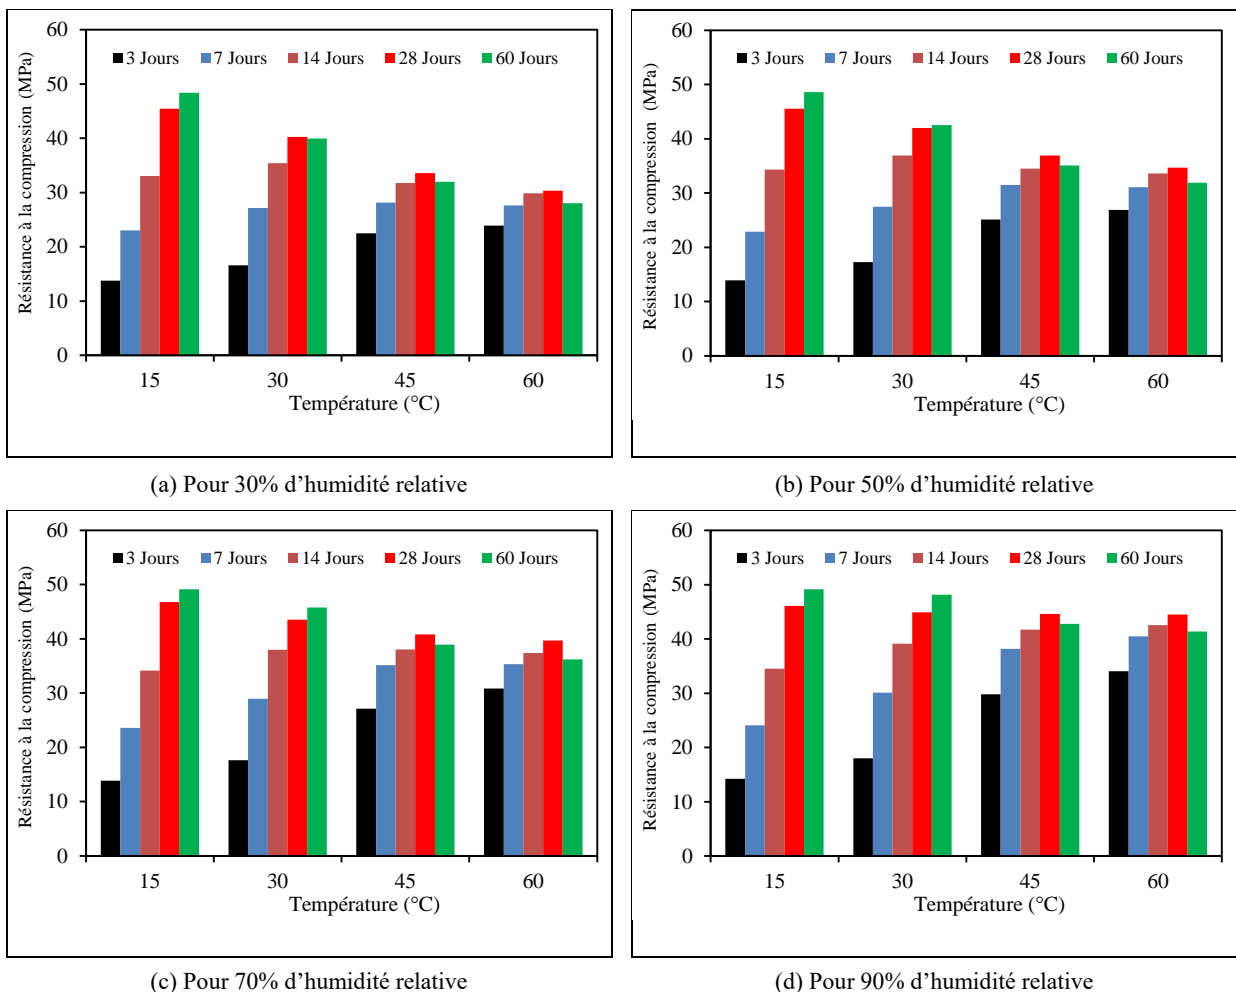 60
50
40
30
20
10
0
Résistance à la compression (MPa)
3 Jours 7 Jours 14 Jours 28 Jours 60 Jours
15 30 45 60
Température (°C)
(a) Pour 30% d’humidité relative
60
50
40
30
20
10
0
Résistance à la compression (MPa)
3 Jours 7 Jours 14 Jours 28 Jours 60 Jours
15 30 45 60
Température (°C)
(b) Pour 50% d’humidité relative
60
50
40
30
20
10
0
Résistance à la compression (MPa)
3 Jours 7 Jours 14 Jours 28 Jours 60 Jours
15 30 45 60
Température (°C)
(c) Pour 70% d’humidité relative
60
50
40
30
20
10
0
Résistance à la compression (MPa)
3 Jours 7 Jours 14 Jours 28 Jours 60 Jours
15 30 45 60
Température (°C)
(d) Pour 90% d’humidité relative